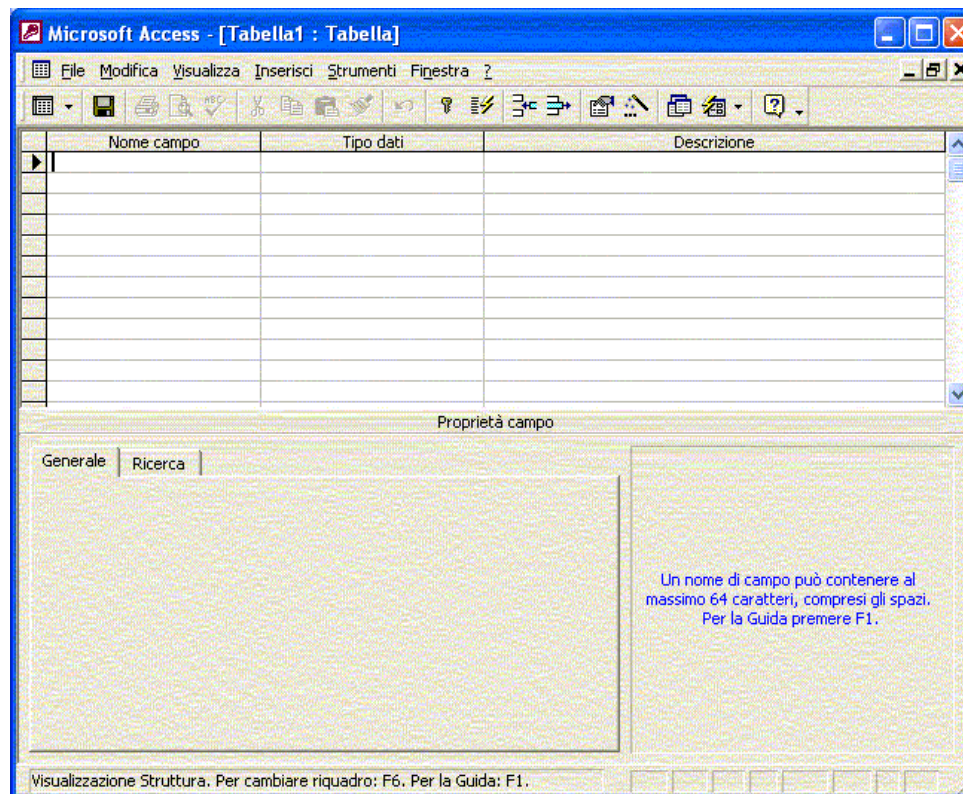 Microsoft Access - [Tabella1 : Tabella]
File Modifica Visualizza Inserisci Strumenti Finestra ?
Nome campo Tipo dati Descrizione
Proprietà campo
Generale Ricerca
Un nome di campo può contenere al
massimo 64 caratteri, compresi gli spazi.
Per la Guida premere F1.
Visualizzazione Struttura. Per cambiare riquadro: F6. Per la Guida: F1.